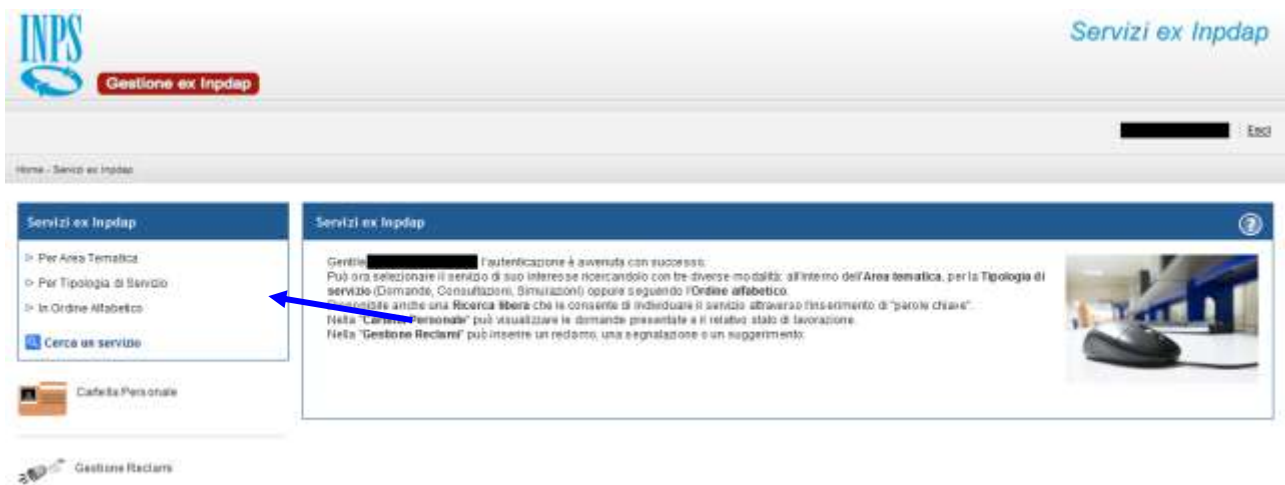 INPS
Servizi ex Inpdap
Gestione ex Inpdap
Esci
Home - Servizi ex Inpdap
Servizi ex Inpdap
Per Area Tematica
Per Tipologia di Servizio
In Ordine Alfabetico
Cerca un servizio
Cartella Personale
Gestione Reclami
Servizi ex Inpdap
?
Gentile l'autenticazione è avvenuta con successo.
Può ora selezionare il servizio di suo interesse ricercandolo con tre diverse modalità: all'interno dell'Area tematica, per la Tipologia di
servizio (Domande, Consultazioni, Simulazioni) oppure seguendo l'Ordine alfabetico.
Disponibile anche una Ricerca libera che le consente di individuare il servizio attraverso l'inserimento di "parole chiave".
Nella "Cartella Personale" può visualizzare le domande presentate e il relativo stato di lavorazione.
Nella "Gestione Reclami" può inserire un reclamo, una segnalazione o un suggerimento.